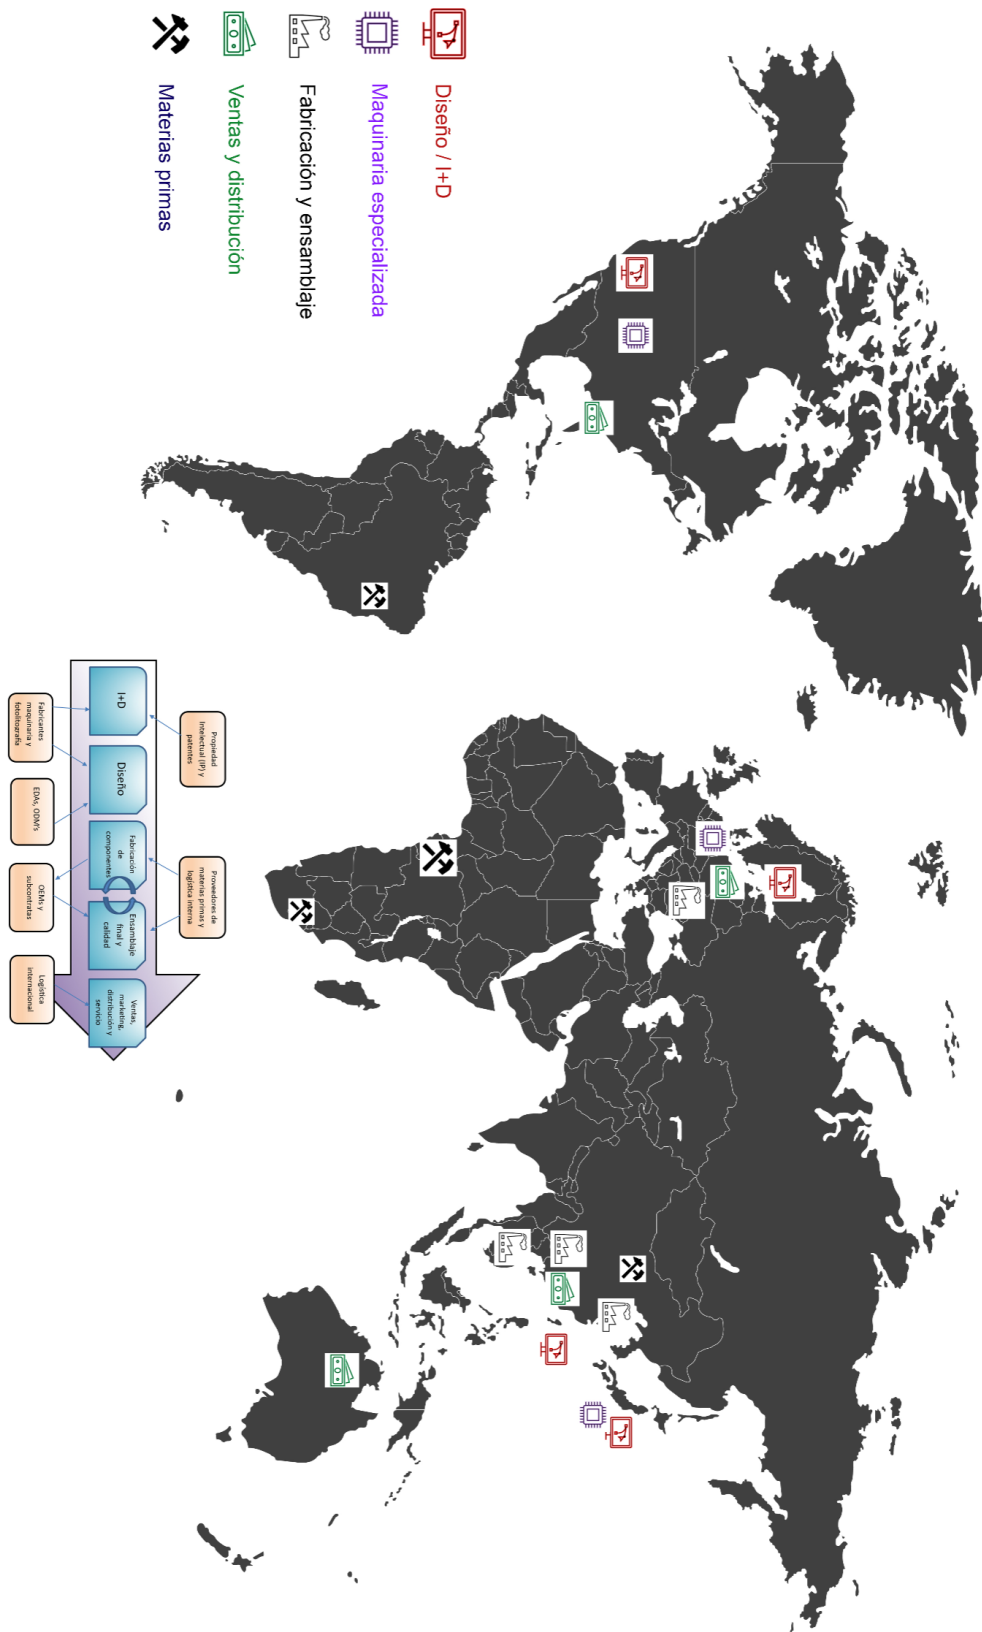 Diseño / I+D
Maquinaria especializada
Fabricación y ensamblaje
Ventas y distribución
Materias primas
Propiedad
Intelectual (IP) y
patentes
Proveedores de
materias primas y
logística interna
I+D
Diseño
Fabricación
de
componentes
Ensamblaje
final y
calidad
Ventas,
marketing,
distribución y
servicio
Fabricantes
maquinaria y
fotolitografía
EDAs, ODM's
OEMs y
subcontratas
Logística
internacional